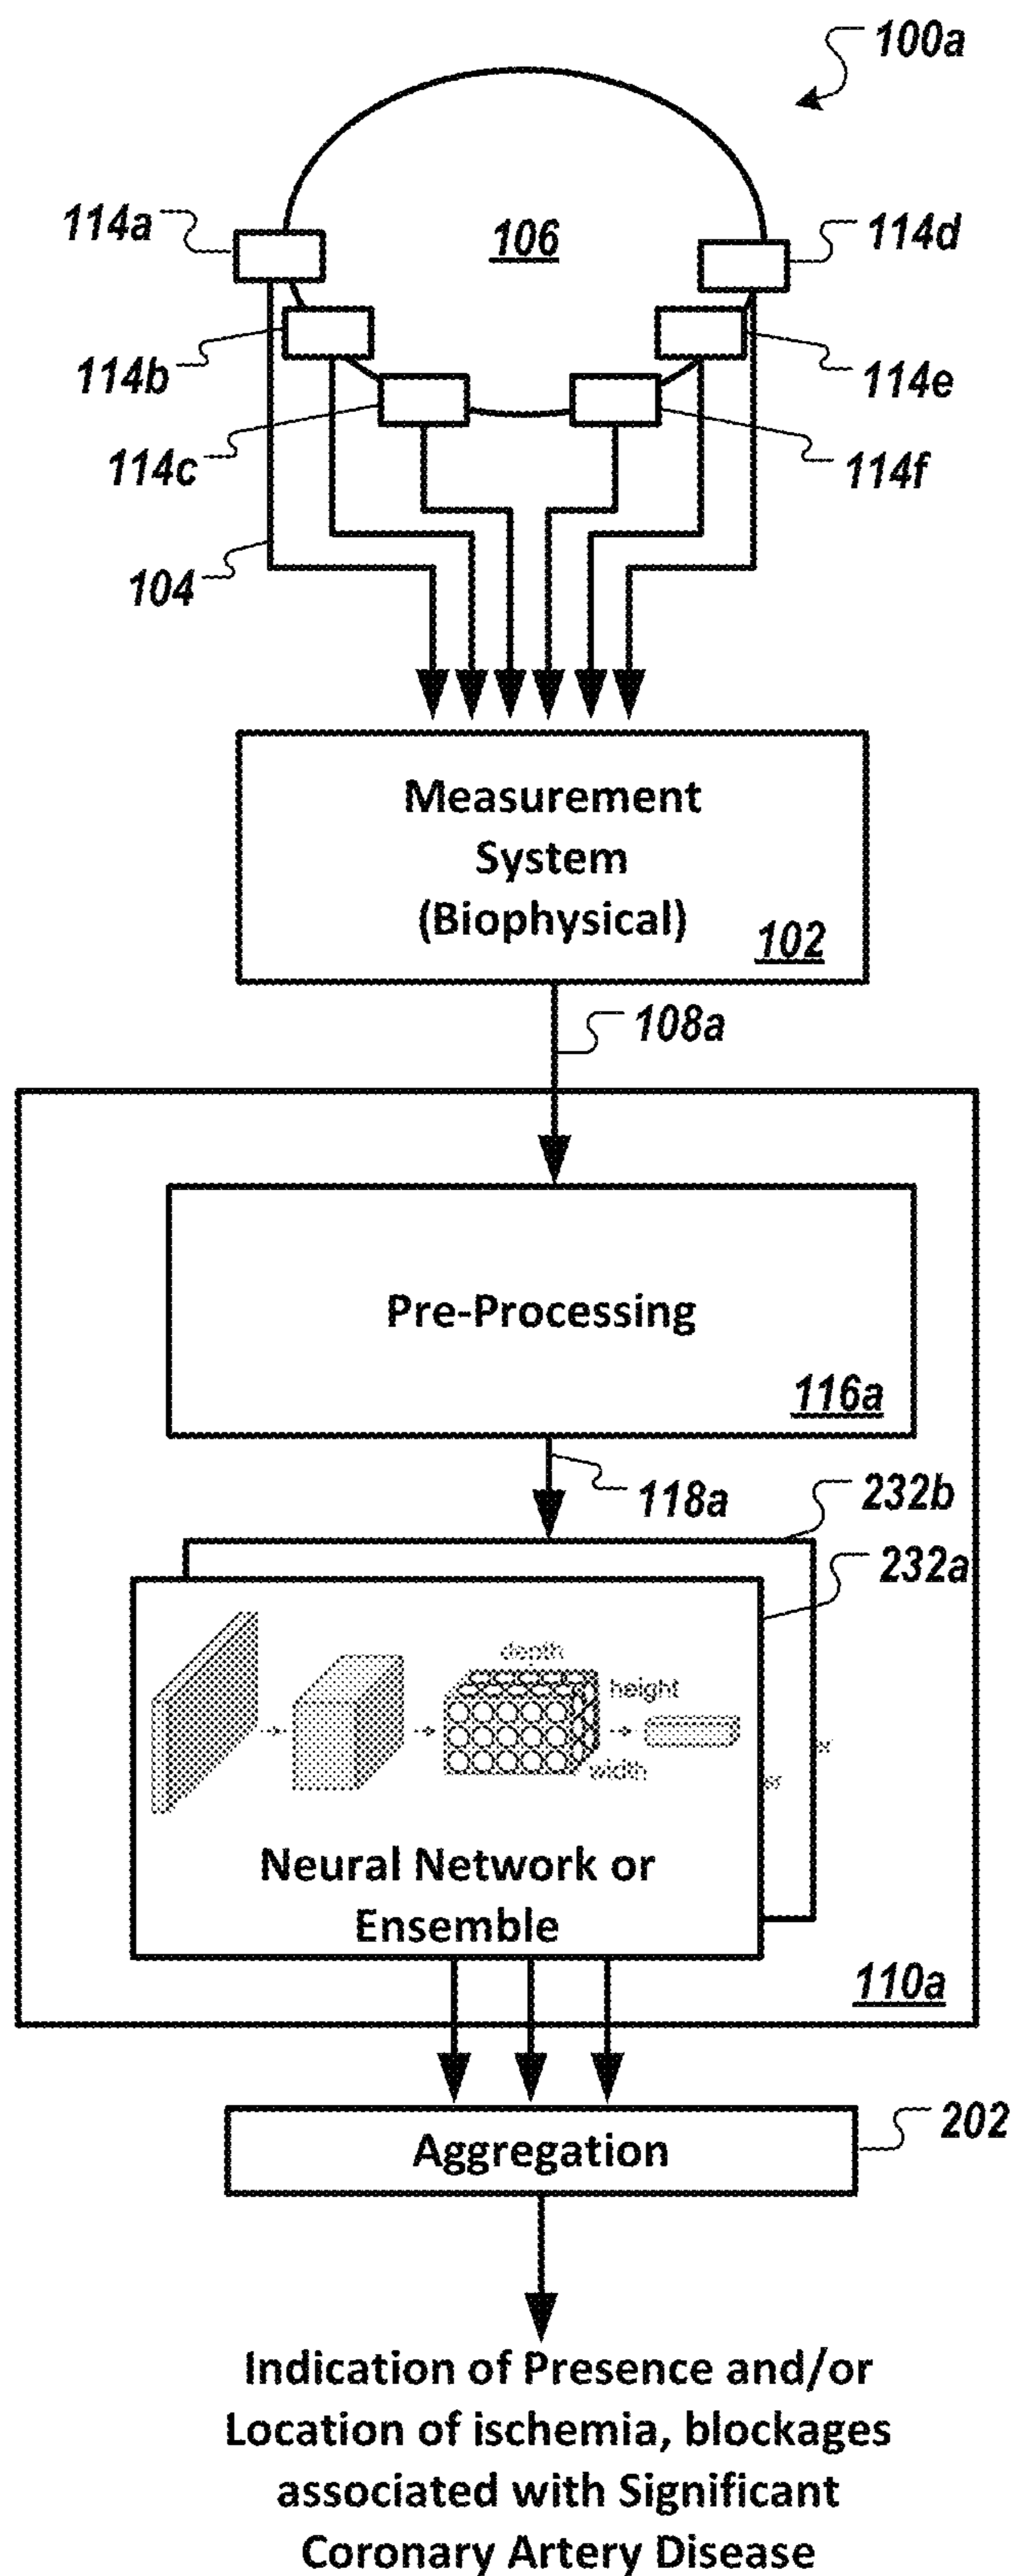 100a
114a
106
114d
114b
114e
114c
114f
104
Measurement
System
(Biophysical)
102
108a
Pre-Processing
116a
118a
232b
232a
depth
height
width
Neural Network or
Ensemble
110a
Aggregation
202
Indication of Presence and/or
Location of ischemia, blockages
associated with Significant
Coronary Artery Disease